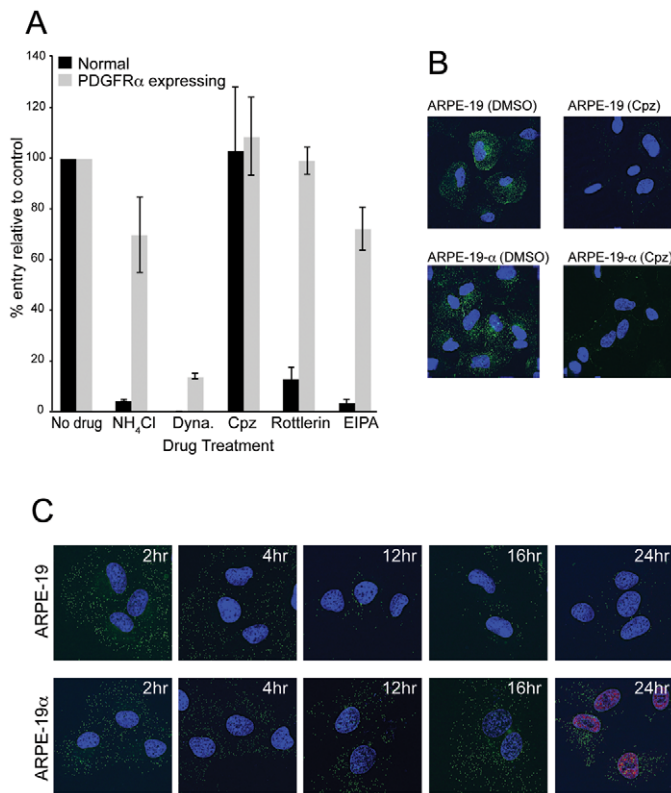 A
Normal
PDGFRα expressing
% entry relative to control
140
120
100
80
60
40
20
0
No drug NH₄Cl Dyna. Cpz Rottlerin EIPA
Drug Treatment
B
ARPE-19 (DMSO) ARPE-19 (Cpz)
ARPE-19-α (DMSO) ARPE-19-α (Cpz)
C
ARPE-19
2hr 4hr 12hr 16hr 24hr
ARPE-19α
2hr 4hr 12hr 16hr 24hr